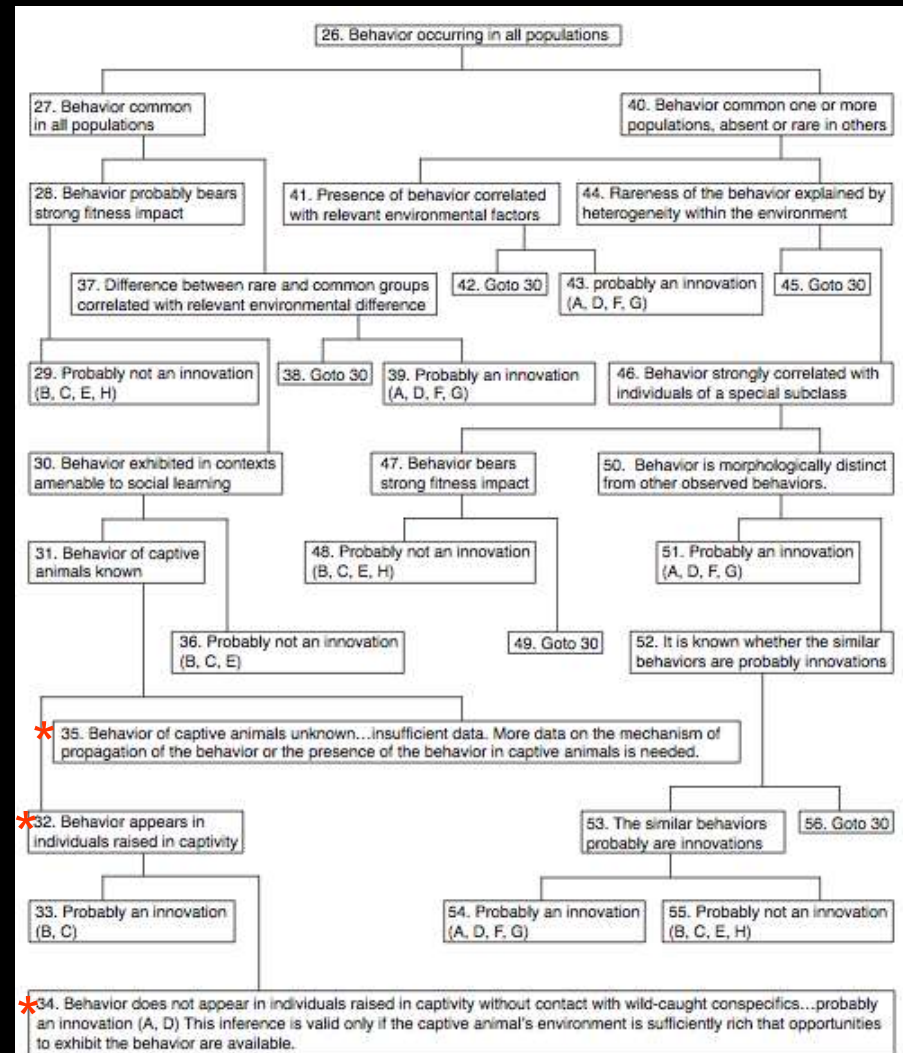 26. Behavior occurring in all populations
27. Behavior common
in all populations
40. Behavior common one or more
populations, absent or rare in others
28. Behavior probably bears
strong fitness impact
41. Presence of behavior correlated
with relevant environmental factors
44. Rareness of the behavior explained by
heterogeneity within the environment
37. Difference between rare and common groups
correlated with relevant environmental difference
42. Goto 30
43. probably an innovation
(A, D, F, G)
45. Goto 30
29. Probably not an innovation
(B, C, E, H)
38. Goto 30
39. Probably an innovation
(A, D, F, G)
46. Behavior strongly correlated with
individuals of a special subclass
30. Behavior exhibited in contexts
amenable to social learning
47. Behavior bears
strong fitness impact
50. Behavior is morphologically distinct
from other observed behaviors.
31. Behavior of captive
animals known
48. Probably not an innovation
(B, C, E, H)
51. Probably an innovation
(A, D, F, G)
36. Probably not an innovation
(B, C, E)
49. Goto 30
52. It is known whether the similar
behaviors are probably innovations
* 35. Behavior of captive animals unknown...insufficient data. More data on the mechanism of
propagation of the behavior or the presence of the behavior in captive animals is needed.
* 32. Behavior appears in
individuals raised in captivity
53. The similar behaviors
probably are innovations
56. Goto 30
33. Probably an innovation
(B, C)
54. Probably an innovation
(A, D, F, G)
55. Probably not an innovation
(B, C, E, H)
* 34. Behavior does not appear in individuals raised in captivity without contact with wild-caught conspecifics...probably
an innovation (A, D) This inference is valid only if the captive animal's environment is sufficiently rich that opportunities
to exhibit the behavior are available.